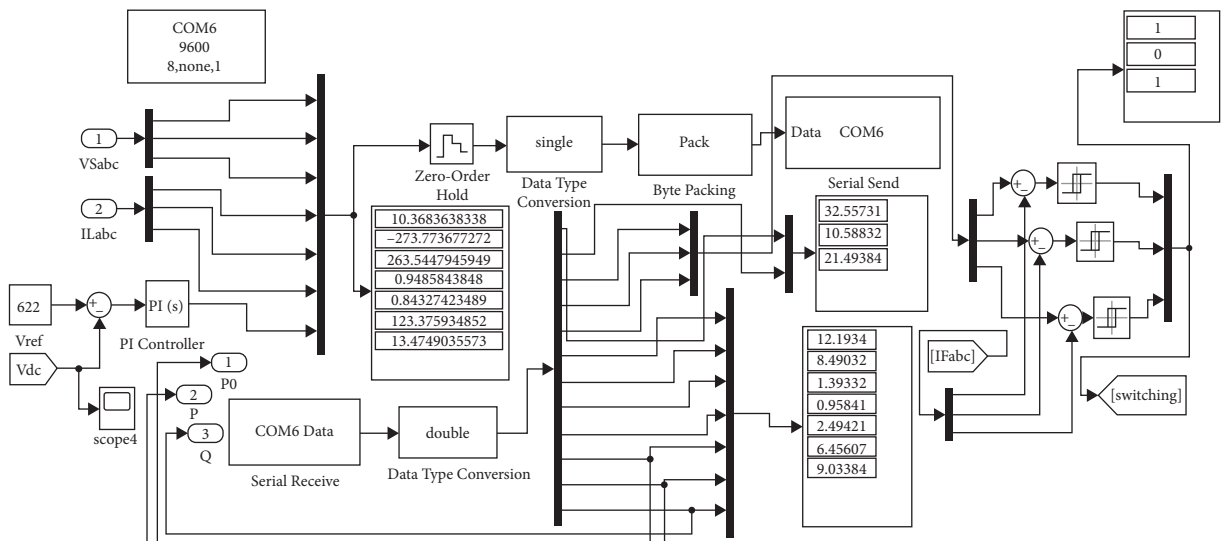 COM6
9600
8,none,1
1
VSabc
2
ILabc
622
Vref
+
−
PI (s)
PI Controller
Vdc
scope4
1
P0
2
P
3
Q
Zero-Order
Hold
single
Data Type
Conversion
Pack
Byte Packing
Data COM6
Serial Send
10.3683638338
–273.773677272
263.5447945949
0.9485843848
0.84327423489
123.375934852
13.4749035573
COM6 Data
Serial Receive
double
Data Type Conversion
32.55731
10.58832
21.49384
12.1934
8.49032
1.39332
0.95841
2.49421
6.45607
9.03384
+
−
+
−
+
−
[IFabc]
[switching]
1
0
1